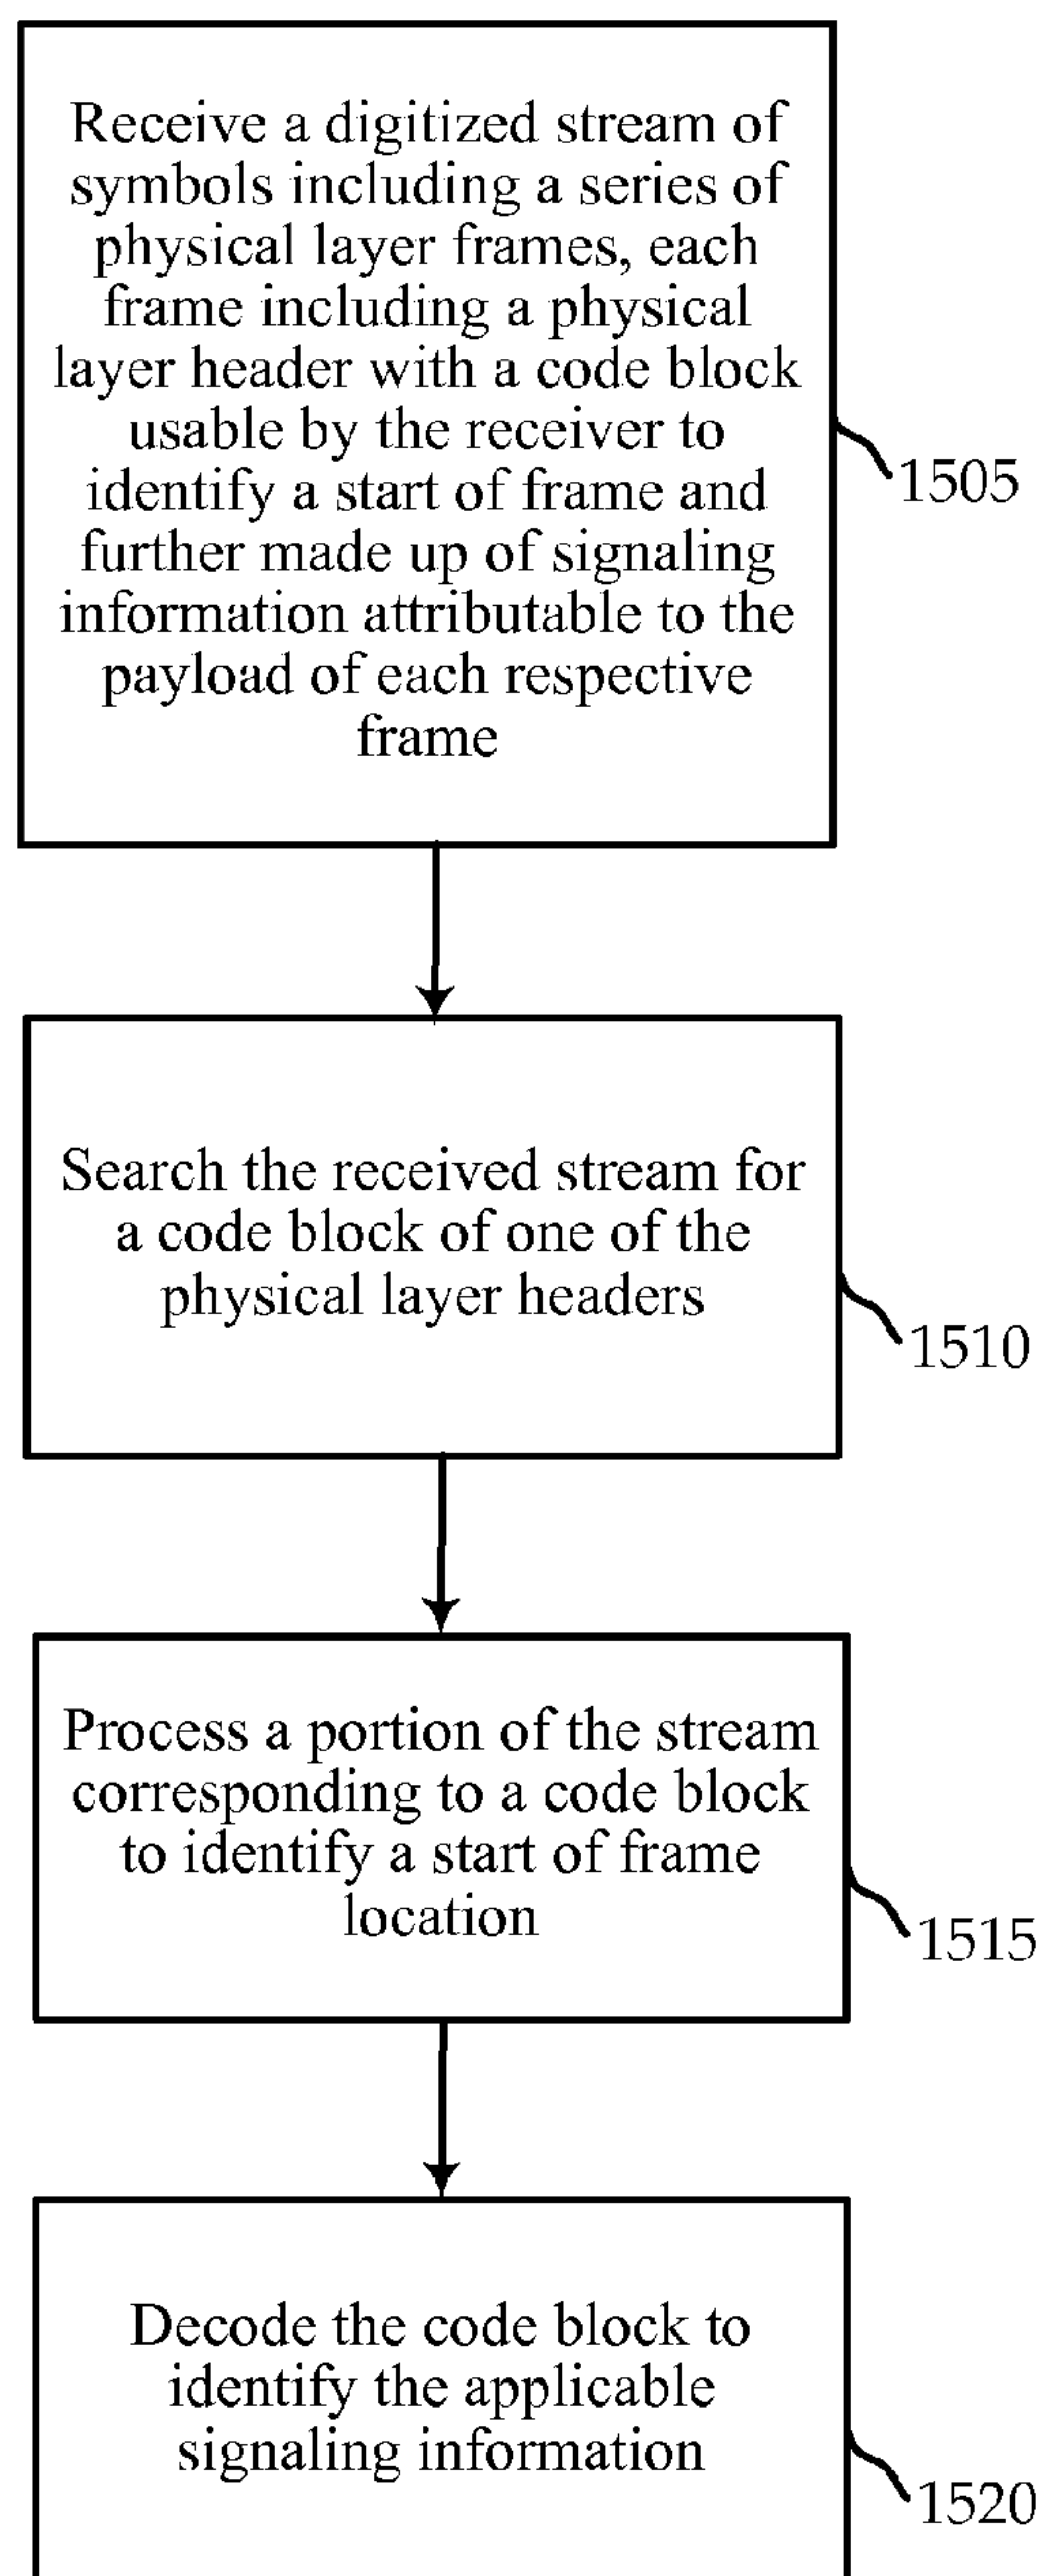 Receive a digitized stream of
symbols including a series of
physical layer frames, each
frame including a physical
layer header with a code block
usable by the receiver to
identify a start of frame and
further made up of signaling
information attributable to the
payload of each respective
frame
1505
Search the received stream for
a code block of one of the
physical layer headers
1510
Process a portion of the stream
corresponding to a code block
to identify a start of frame
location
1515
Decode the code block to
identify the applicable
signaling information
1520